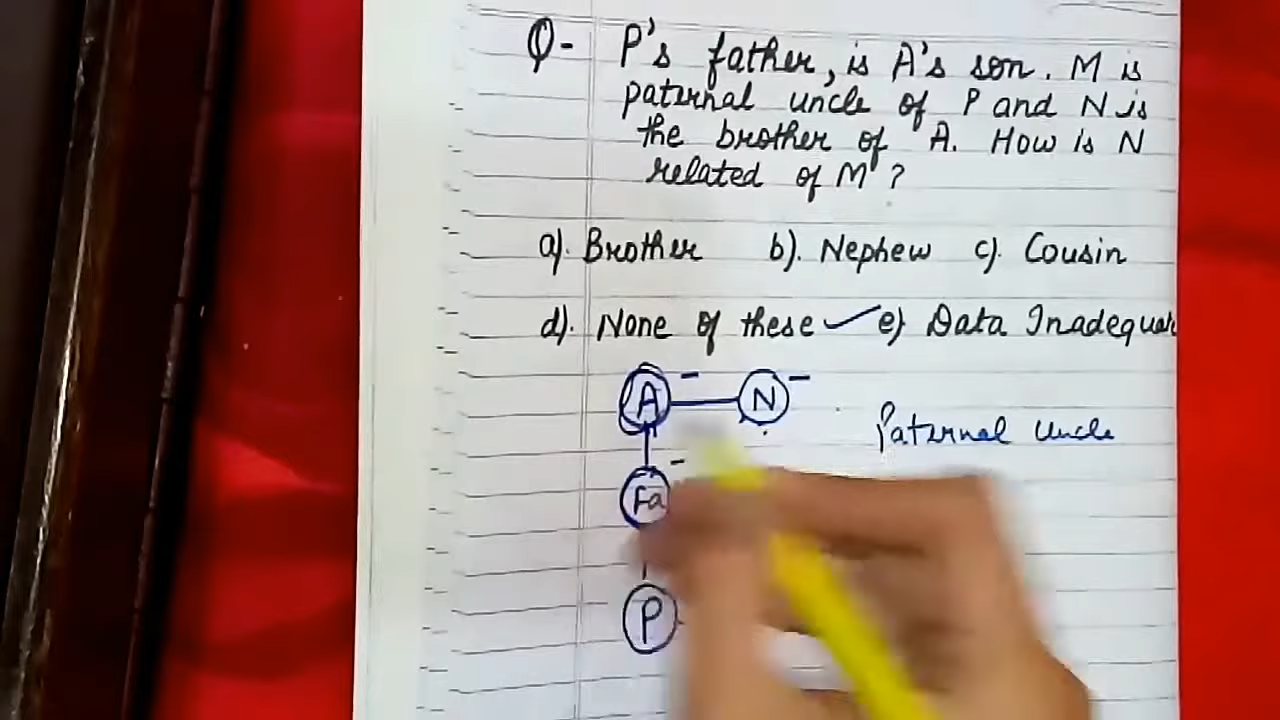 Q- P's father, is A's son. M is
paternal uncle of P and N is
the brother of A. How is N
related of M ?
a). Brother b). Nephew c). Cousin
d). None of these e) Data
A - N -
Paternal uncle
Fa -
P